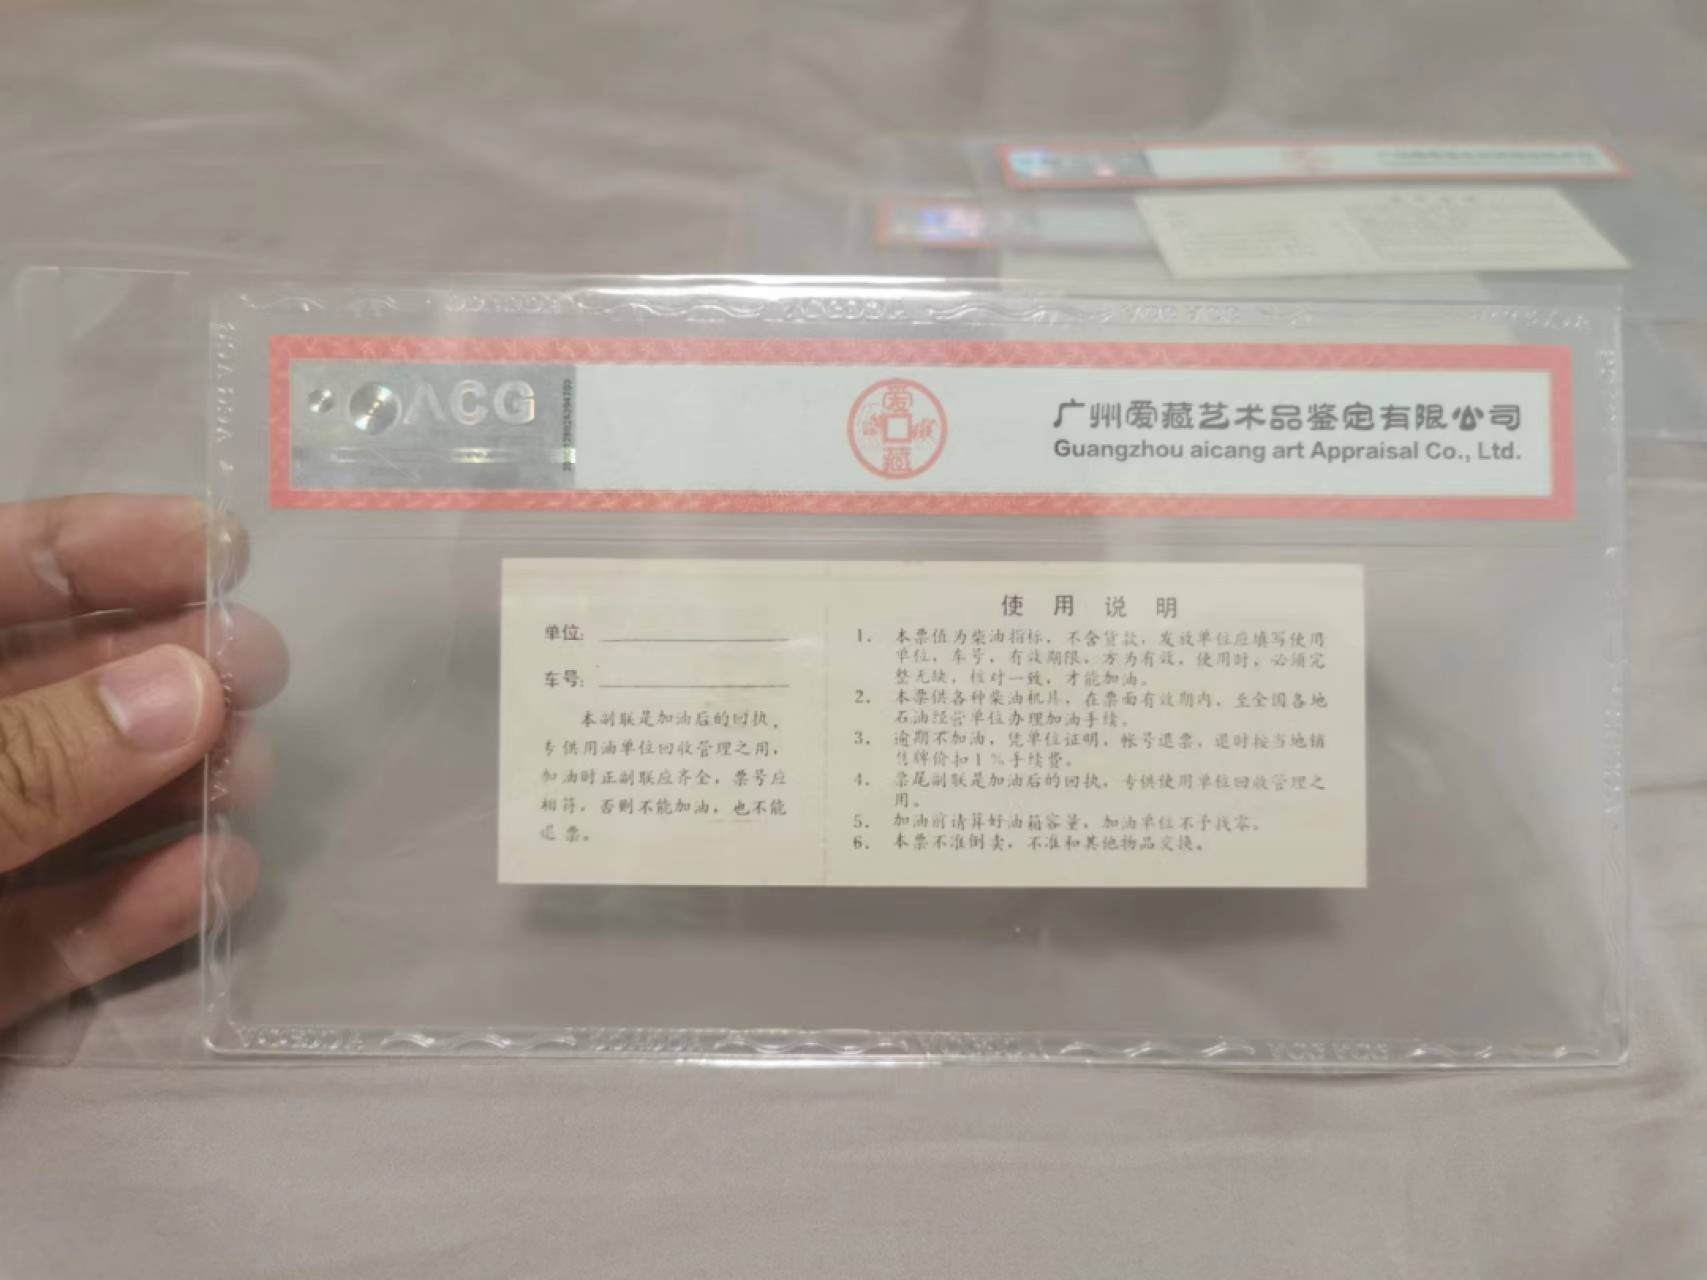 ACG
爱
藏
广州爱藏艺术品鉴定有限公司
Guangzhou aicang art Appraisal Co., Ltd.
单位：
车号：
本副联是加油后的回执，
专供用油单位回收管理之用，
加油时正副联应齐全，票号应
相符，否则不能加油，也不能
退票。
使用说明
1. 本票值为柴油指标，不含货款，发放单位应填写使用
单位、车号，有效期限，方为有效，使用时，必须完
整无缺，核对一致，才能加油。
2. 本票供各种柴油机具，在票面有效期内，至全国各地
石油经营单位办理加油手续。
3. 逾期不加油，凭单位证明，帐号退票，退时按当地销
售牌价扣1%手续费。
4. 票尾副联是加油后的回执，专供使用单位回收管理之
用。
5. 加油前请算好油箱容量，加油单位不予找零。
6. 本票不准倒卖，不准和其他物品交换。